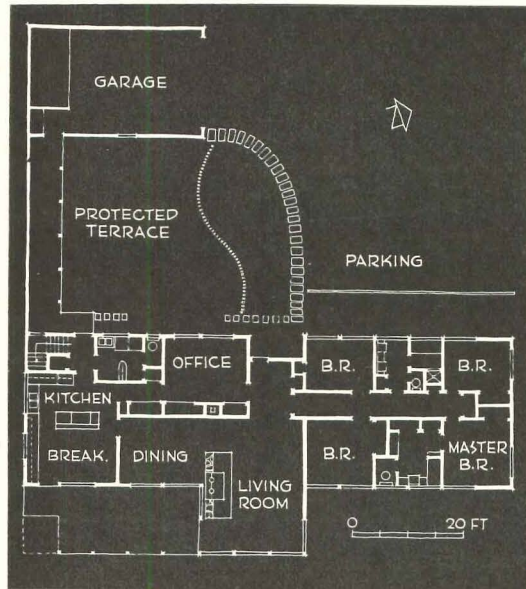 GARAGE
PROTECTED
TERRACE
PARKING
OFFICE
B.R.
B.R.
KITCHEN
BREAK.
DINING
LIVING
ROOM
B.R.
MASTER
B.R.
0 20 FT